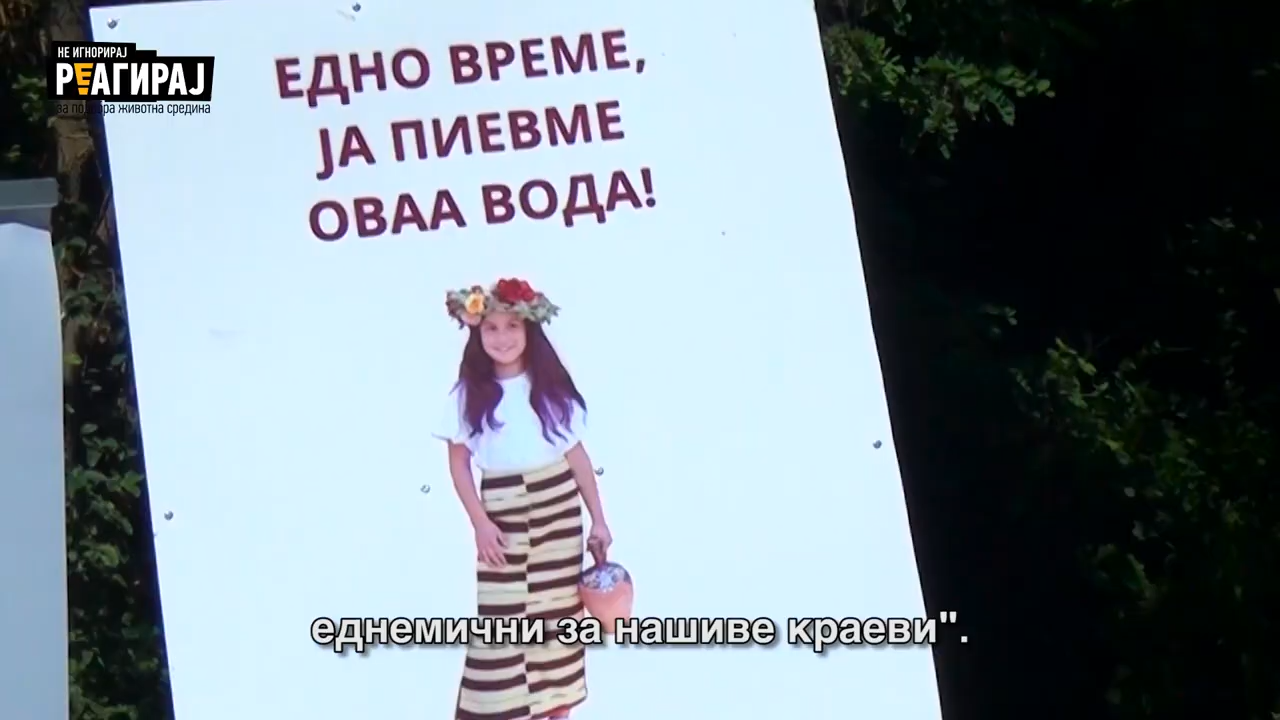 НЕ ИГНОРИРАЈ
РЕАГИРАЈ
за подобра животна средина
ЕДНО ВРЕМЕ,
ЈА ПИЕВМЕ
ОВАА ВОДА!
еднемични за нашиве краеви".